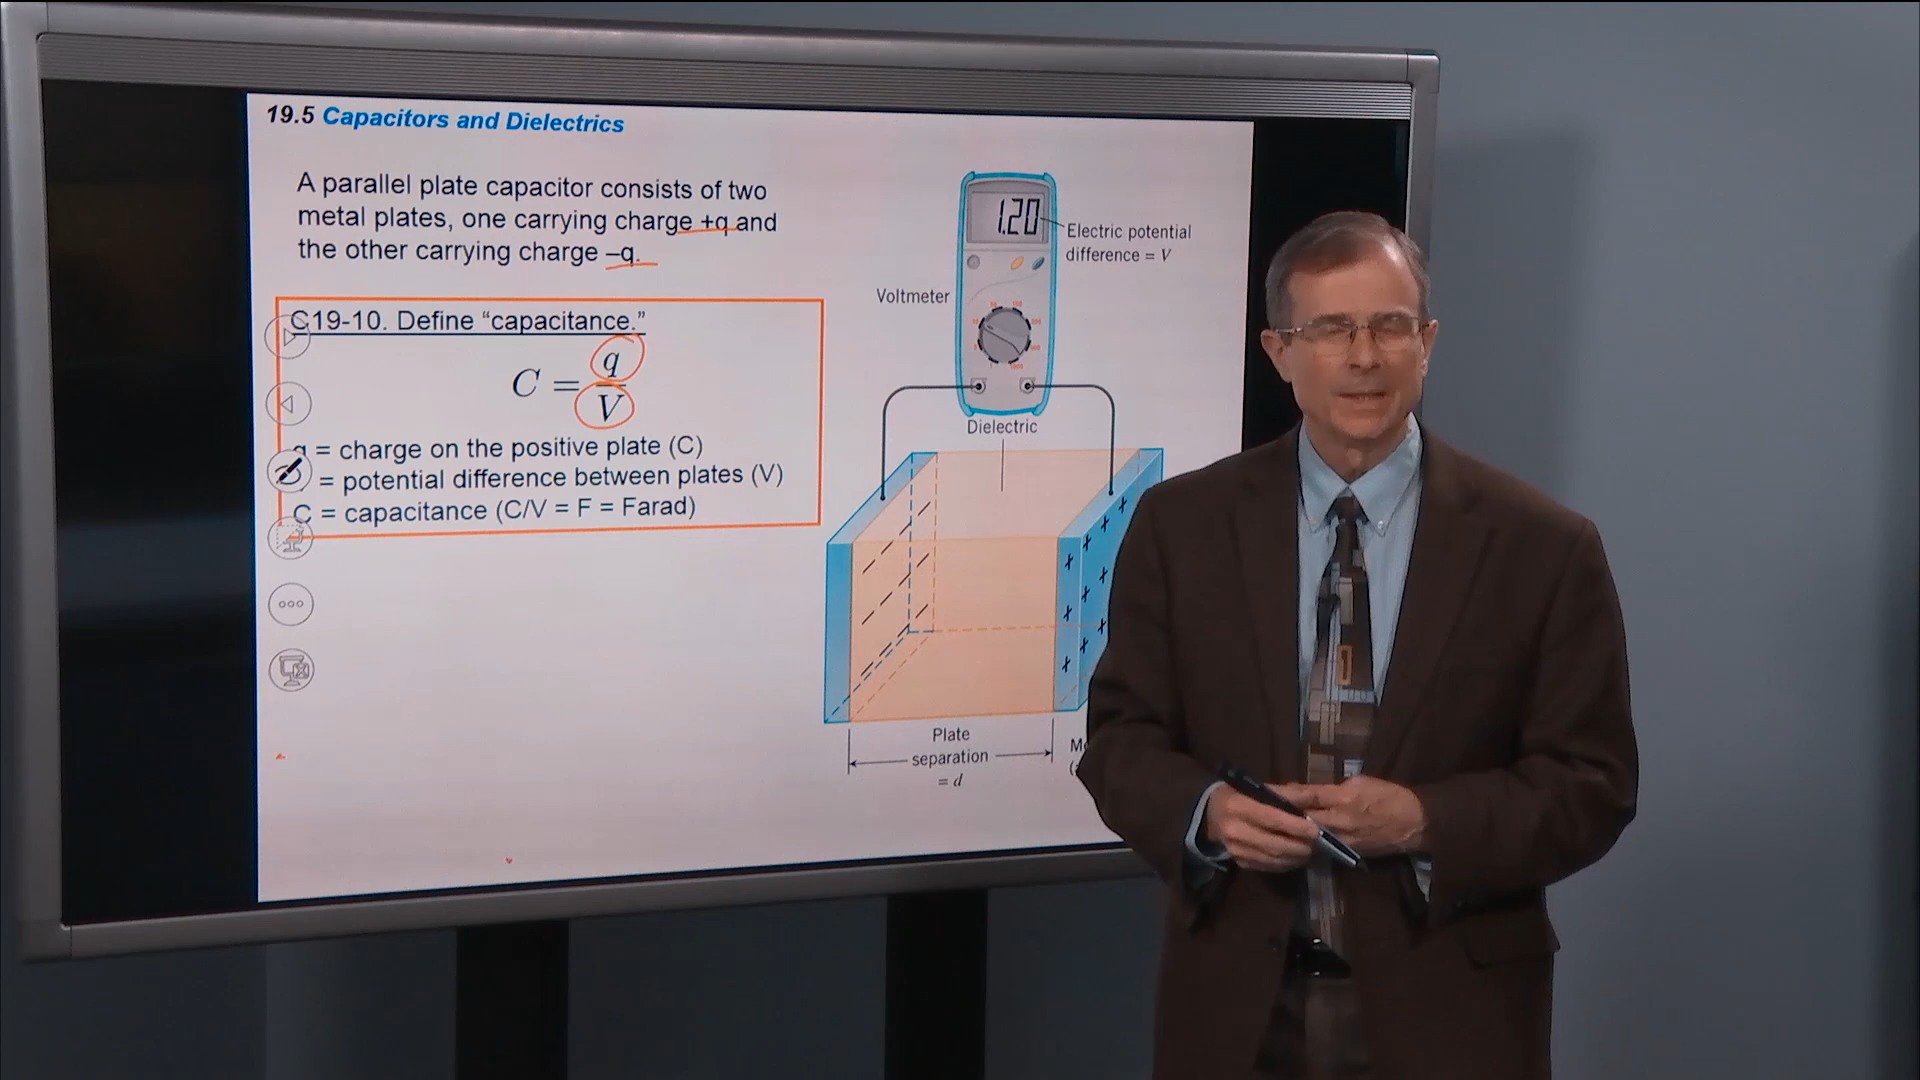 19.5 Capacitors and Dielectrics
A parallel plate capacitor consists of two
metal plates, one carrying charge +q and
the other carrying charge –q.
C19-10. Define “capacitance.”
C = q
V
q = charge on the positive plate (C)
= potential difference between plates (V)
C = capacitance (C/V = F = Farad)
1.20
Electric potential
difference = V
Voltmeter
Dielectric
Plate
separation
= d